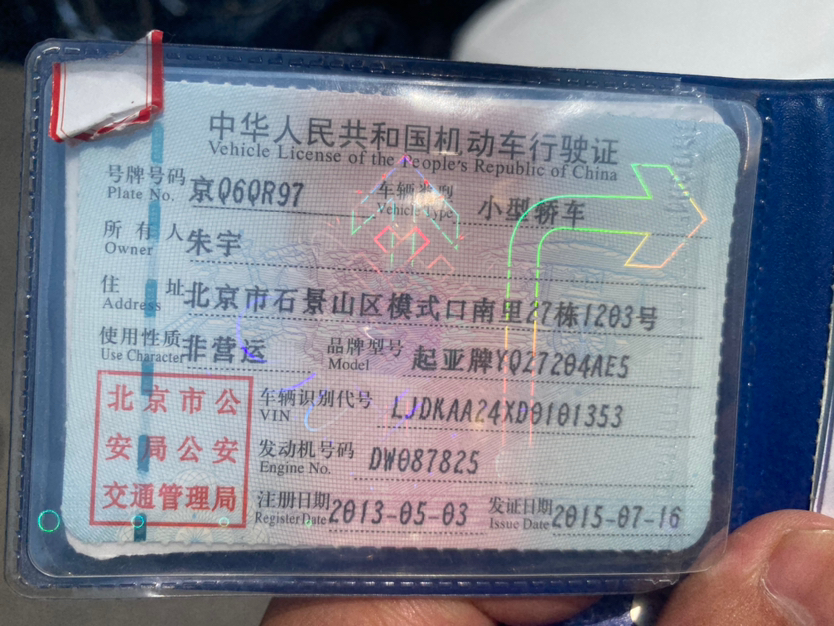 中华人民共和国机动车行驶证
Vehicle License of the People's Republic of China
号牌号码 京Q6QR97 车辆类型 小型轿车
Plate No. Vehicle Type
所有人 朱宇
Owner
住址 北京市石景山区模式口南里27栋1203号
Address
使用性质 非营运 品牌型号 起亚牌YQZ7204AE5
Use Character Model
北京市公
安局公安
交通管理局
车辆识别代号 LJDKAA24XD0101353
VIN
发动机号码 DW087825
Engine No.
注册日期 2013-05-03 发证日期 2015-07-16
Register Date Issue Date